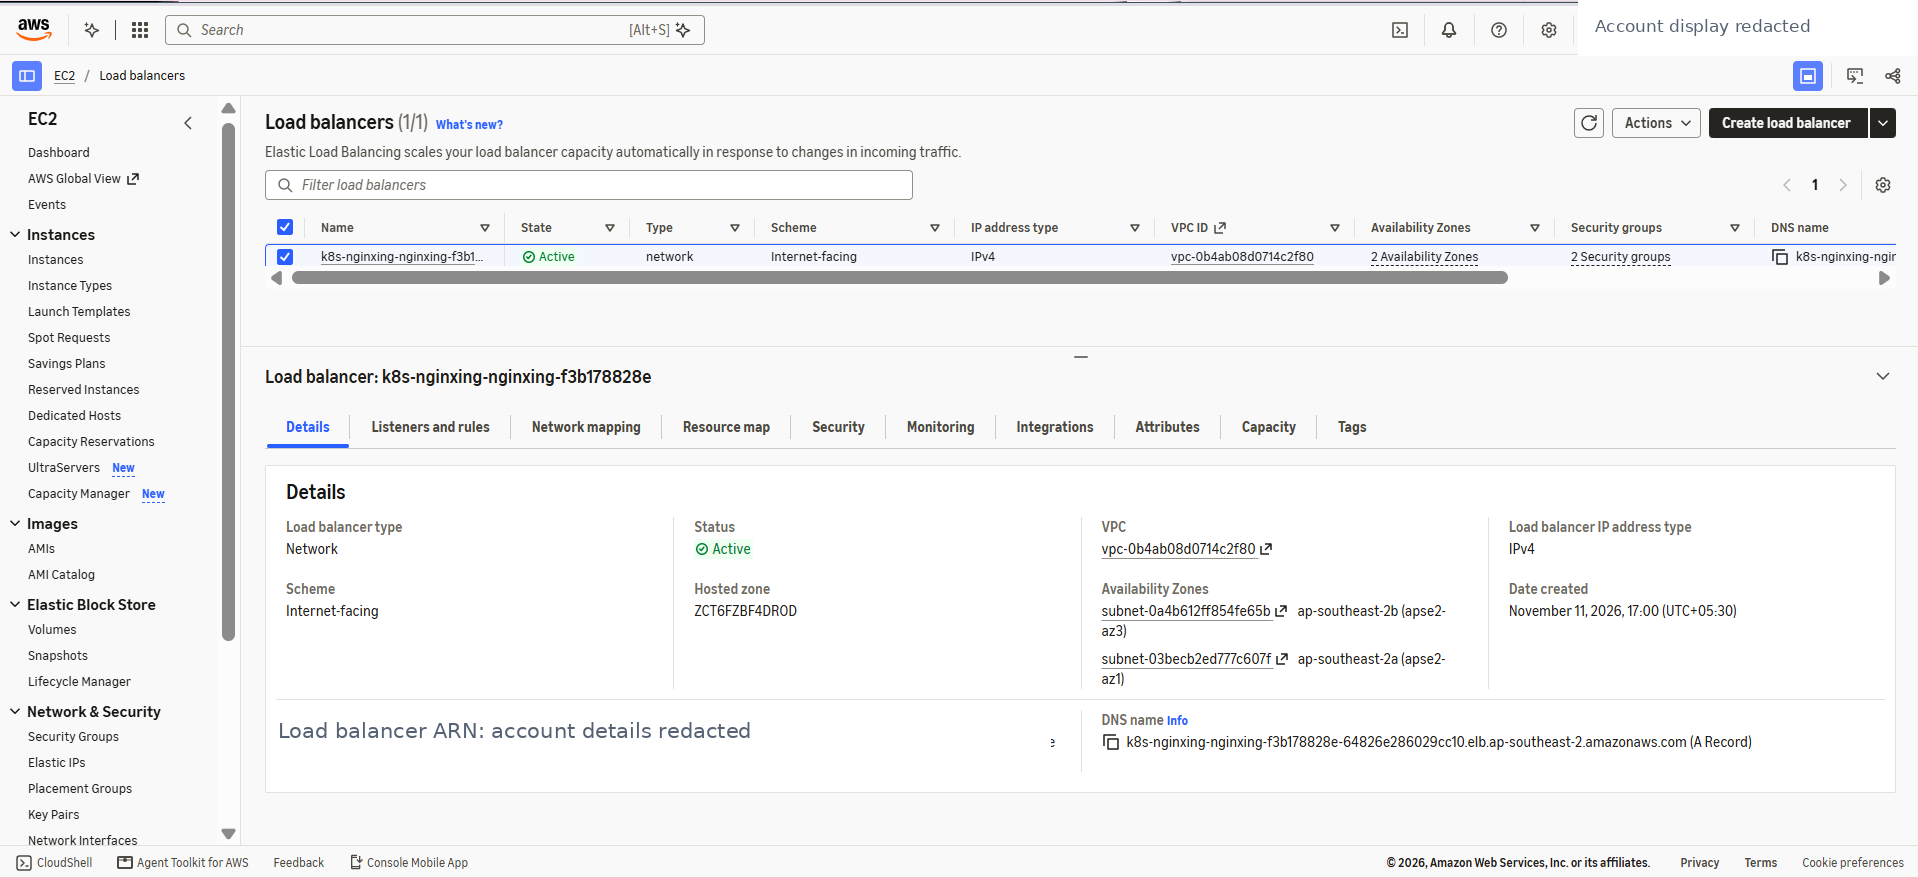 aws
Search [Alt+S]
Account display redacted
EC2 / Load balancers
EC2
Dashboard
AWS Global View
Events
Instances
Instances
Instance Types
Launch Templates
Spot Requests
Savings Plans
Reserved Instances
Dedicated Hosts
Capacity Reservations
UltraServers New
Capacity Manager New
Images
AMIs
AMI Catalog
Elastic Block Store
Volumes
Snapshots
Lifecycle Manager
Network & Security
Security Groups
Elastic IPs
Placement Groups
Key Pairs
Network Interfaces
Load balancers (1/1) What's new?
Actions
Create load balancer
Elastic Load Balancing scales your load balancer capacity automatically in response to changes in incoming traffic.
Filter load balancers
1
Name State Type Scheme IP address type VPC ID Availability Zones Security groups DNS name
k8s-nginxing-nginxing-f3b1... Active network Internet-facing IPv4 vpc-0b4ab08d0714c2f80 2 Availability Zones 2 Security groups k8s-nginxing-ngin
Load balancer: k8s-nginxing-nginxing-f3b178828e
Details Listeners and rules Network mapping Resource map Security Monitoring Integrations Attributes Capacity Tags
Details
Load balancer type
Network
Scheme
Internet-facing
Status
Active
Hosted zone
ZCT6FZBF4DROD
VPC
vpc-0b4ab08d0714c2f80
Availability Zones
subnet-0a4b612ff854fe65b ap-southeast-2b (apse2-
az3)
subnet-03becb2ed777c607f ap-southeast-2a (apse2-
az1)
Load balancer IP address type
IPv4
Date created
November 11, 2026, 17:00 (UTC+05:30)
Load balancer ARN: account details redacted
e
DNS name Info
k8s-nginxing-nginxing-f3b178828e-64826e286029cc10.elb.ap-southeast-2.amazonaws.com (A Record)
CloudShell Agent Toolkit for AWS Feedback Console Mobile App
© 2026, Amazon Web Services, Inc. or its affiliates. Privacy Terms Cookie preferences